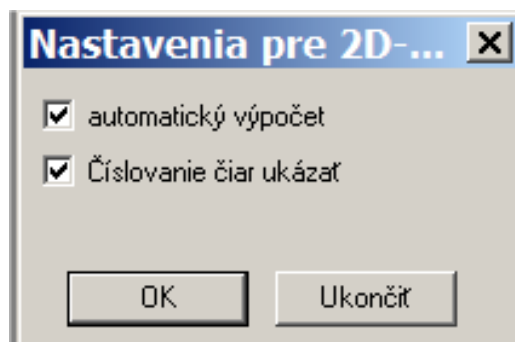 Nastavenia pre 2D-...
automatický výpočet
Číslovanie čiar ukázať
OK Ukončiť